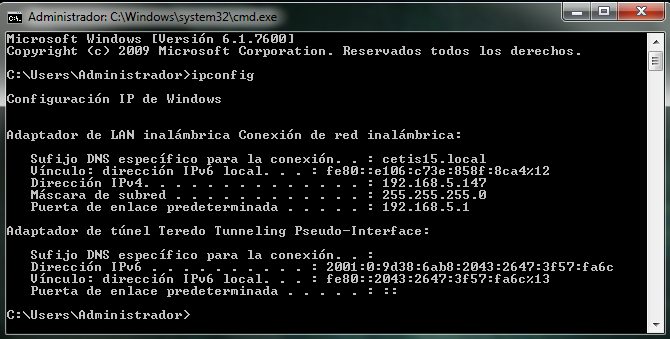 Administrador: C:\Windows\system32\cmd.exe
Microsoft Windows [Versión 6.1.7600]
Copyright (c) 2009 Microsoft Corporation. Reservados todos los derechos.
C:\Users\Administrador>ipconfig
Configuración IP de Windows
Adaptador de LAN inalámbrica Conexión de red inalámbrica:
Sufijo DNS específico para la conexión. . : cetis15.local
Vínculo: dirección IPv6 local. . . : fe80::e106:c73e:858f:8ca4%12
Dirección IPv4. . . . . . . . . . . . . . : 192.168.5.147
Máscara de subred . . . . . . . . . . . . : 255.255.255.0
Puerta de enlace predeterminada . . . . . : 192.168.5.1
Adaptador de túnel Teredo Tunneling Pseudo-Interface:
Sufijo DNS específico para la conexión. . :
Dirección IPv6 . . . . . . . . . . : 2001:0:9d38:6ab8:2043:2647:3f57:fa6c
Vínculo: dirección IPv6 local. . . : fe80::2043:2647:3f57:fa6c%13
Puerta de enlace predeterminada . . . . . : ::
C:\Users\Administrador>